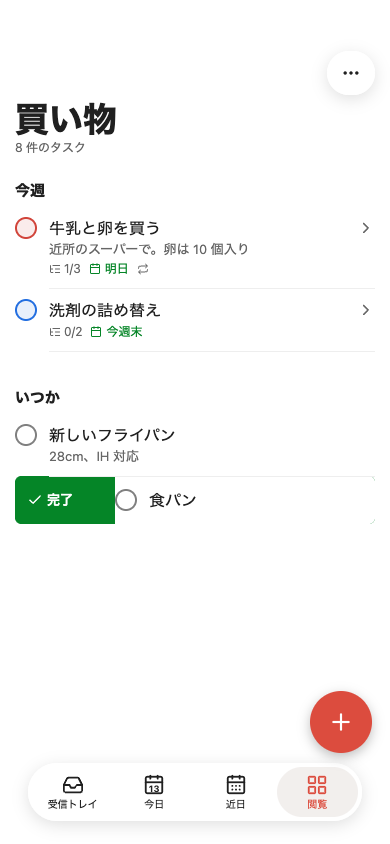 買い物
8 件のタスク
今週
牛乳と卵を買う
近所のスーパーで。卵は 10 個入り
1/3 明日
洗剤の詰め替え
0/2 今週末
いつか
新しいフライパン
28cm、IH 対応
完了 食パン
受信トレイ 13 今日 近日 閲覧